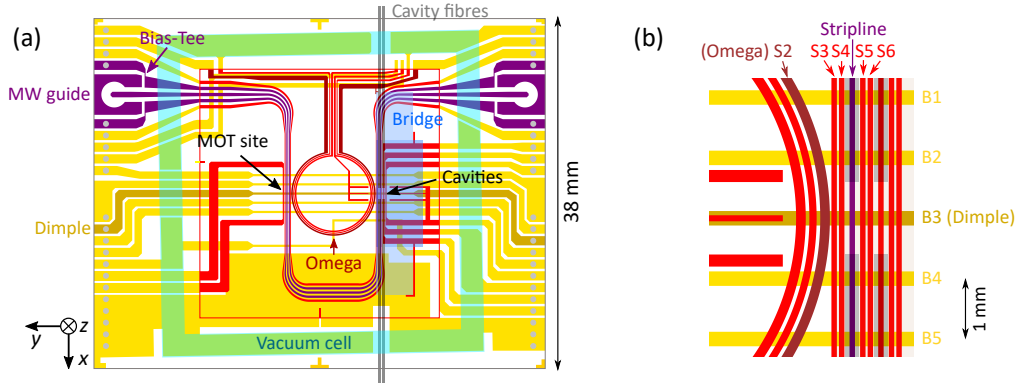 Cavity fibres
(a)
Bias-Tee
MW guide
Bridge
MOT site
Cavities
Dimple
Omega
Vacuum cell
z
y
x
38 mm
(b)
Stripline
(Omega) S2 S3 S4 S5 S6
B1
B2
B3 (Dimple)
B4
B5
1 mm